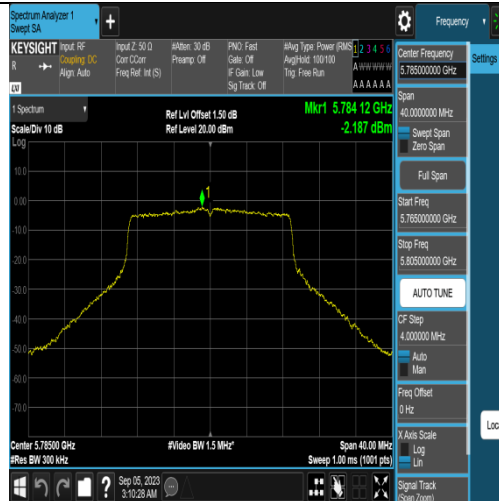 Spectrum Analyzer 1
Swept SA
Frequency
KEYSIGHT
R
Input: RF
Coupling: DC
Align: Auto
Input Z: 50 Ω
Corr CCorr
Freq Ref: Int (S)
#Atten: 30 dB
Preamp: Off
PNO: Fast
Gate: Off
IF Gain: Low
Sig Track: Off
#Avg Type: Power (RMS)
Avg|Hold: 100/100
Trig: Free Run
1 2 3 4 5 6
A W W W W W
A A A A A A
LXI
1 Spectrum
Scale/Div 10 dB
Log
Ref Lvl Offset 1.50 dB
Ref Level 20.00 dBm
Mkr1 5.784 12 GHz
-2.187 dBm
10.0
0.00
-10.0
-20.0
-30.0
-40.0
-50.0
-60.0
-70.0
1
Center 5.78500 GHz
#Res BW 300 kHz
#Video BW 1.5 MHz*
Span 40.00 MHz
Sweep 1.00 ms (1001 pts)
Sep 05, 2023
3:10:28 AM
Center Frequency
5.785000000 GHz
Settings
Span
40.0000000 MHz
Swept Span
Zero Span
Full Span
Start Freq
5.765000000 GHz
Stop Freq
5.805000000 GHz
AUTO TUNE
CF Step
4.000000 MHz
Auto
Man
Freq Offset
0 Hz
X Axis Scale
Log
Lin
Loc
Signal Track
(Span Zoom)